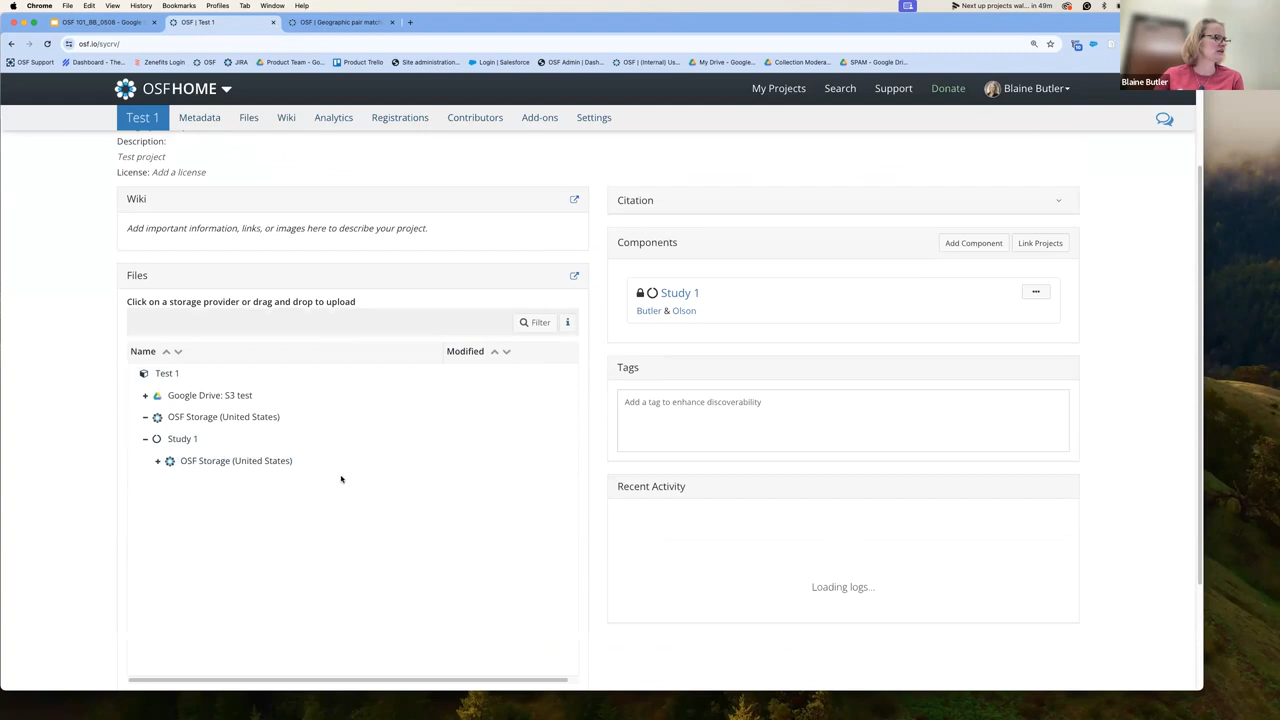 Chrome File Edit View History Bookmarks Profiles Tab Window Help
Next up projects wal... in 49m
OSF 101_BB_0508 - Google
OSF | Test 1
OSF | Geographic pair match
osf.io/sycrv/
OSF Support Dashboard - The... Zenefits Login OSF JIRA Product Team - Go... Product Trello Site administration... Login | Salesforce OSF Admin | Dash... OSF | (Internal) Us... My Drive - Google... Collection Modera... SPAM - Google Dri...
Blaine Butler
OSFHOME My Projects Search Support Donate Blaine Butler
Test 1 Metadata Files Wiki Analytics Registrations Contributors Add-ons Settings
Description:
Test project
License: Add a license
Wiki
Add important information, links, or images here to describe your project.
Files
Click on a storage provider or drag and drop to upload
Filter
Name Modified
Test 1
Google Drive: S3 test
OSF Storage (United States)
Study 1
OSF Storage (United States)
Citation
Components Add Component Link Projects
Study 1
Butler & Olson
Tags
Add a tag to enhance discoverability
Recent Activity
Loading logs...